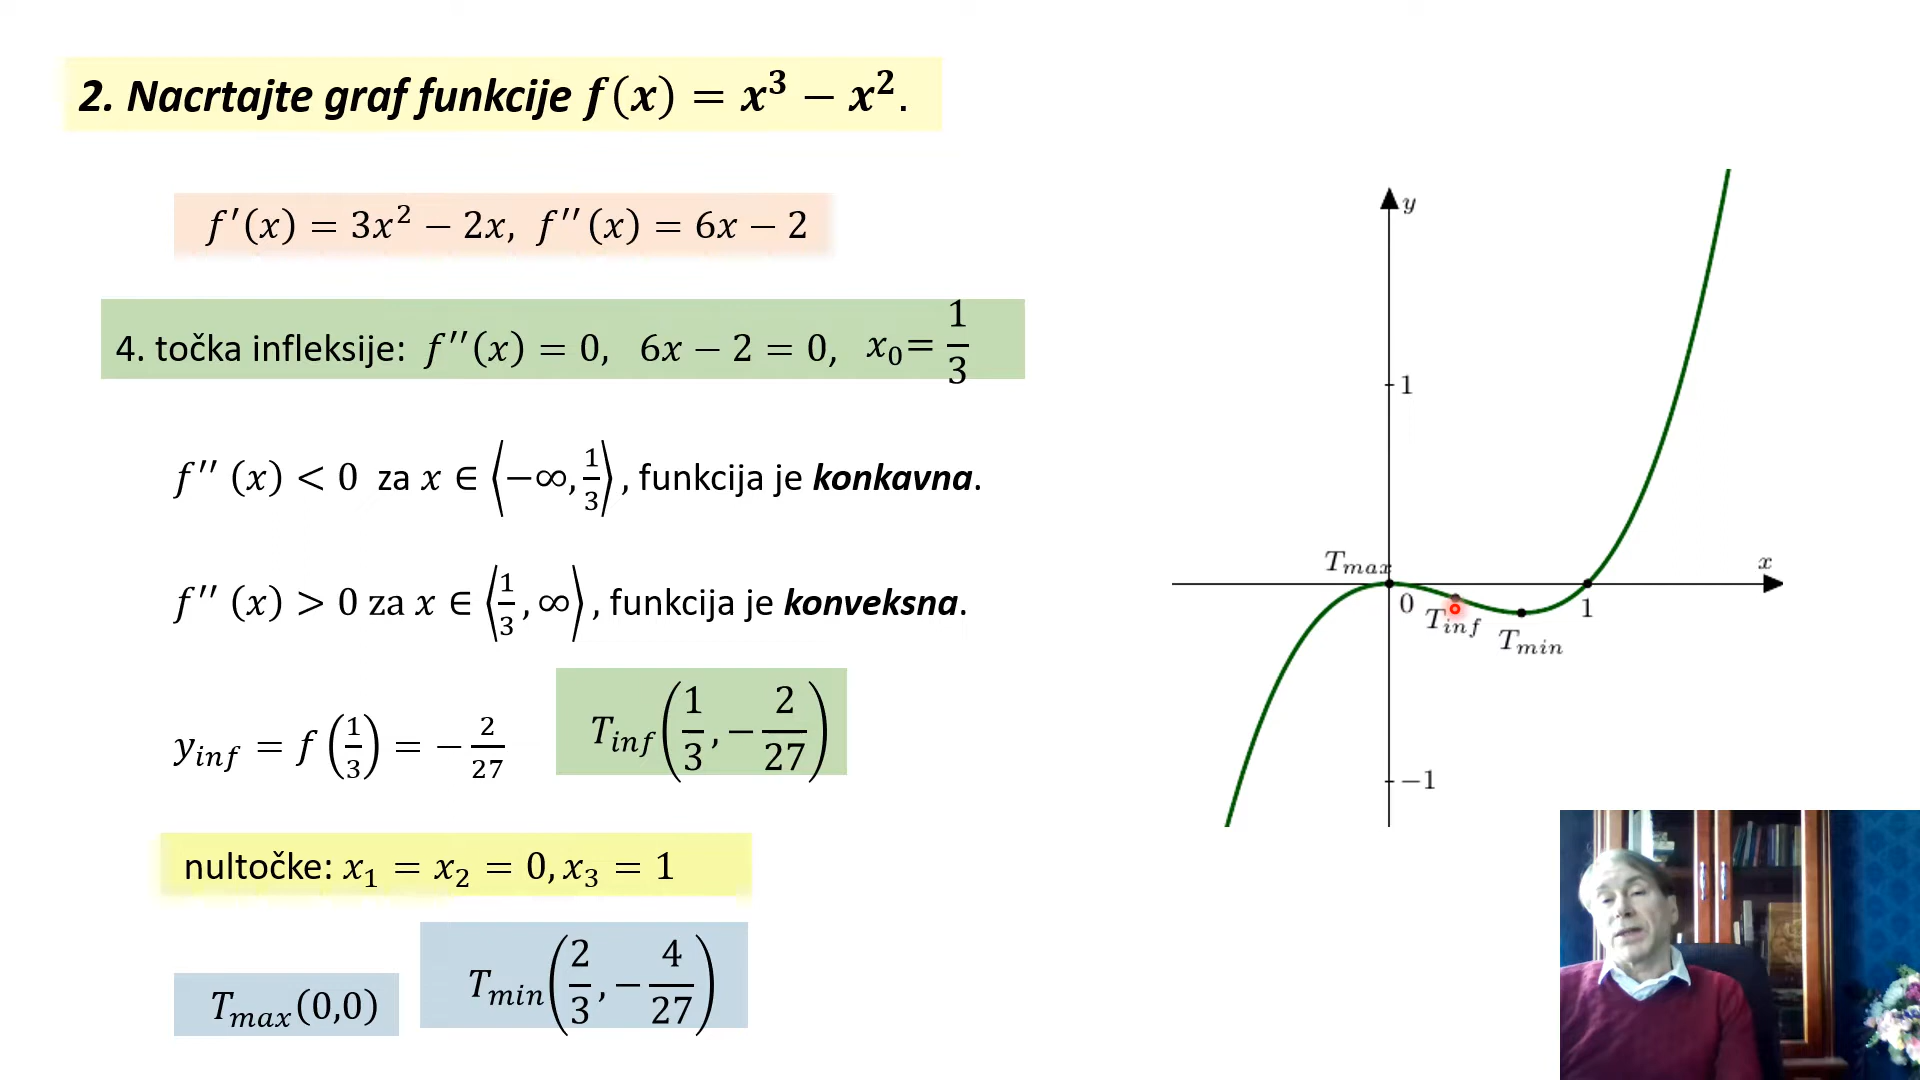 2. Nacrtajte graf funkcije f(x) = x³ − x².
f′(x) = 3x² − 2x, f′′(x) = 6x − 2
4. točka infleksije: f′′(x) = 0, 6x − 2 = 0, x₀= 1/3
f′′ (x) < 0 za x ∈ ⟨−∞, 1/3⟩, funkcija je konkavna.
f′′ (x) > 0 za x ∈ ⟨1/3, ∞⟩, funkcija je konveksna.
y_inf = f(1/3) = − 2/27
T_inf(1/3, − 2/27)
nultočke: x₁ = x₂ = 0, x₃ = 1
T_max(0,0)
T_min(2/3, − 4/27)
y
1
T_max
x
0
T_inf
T_min
1
−1